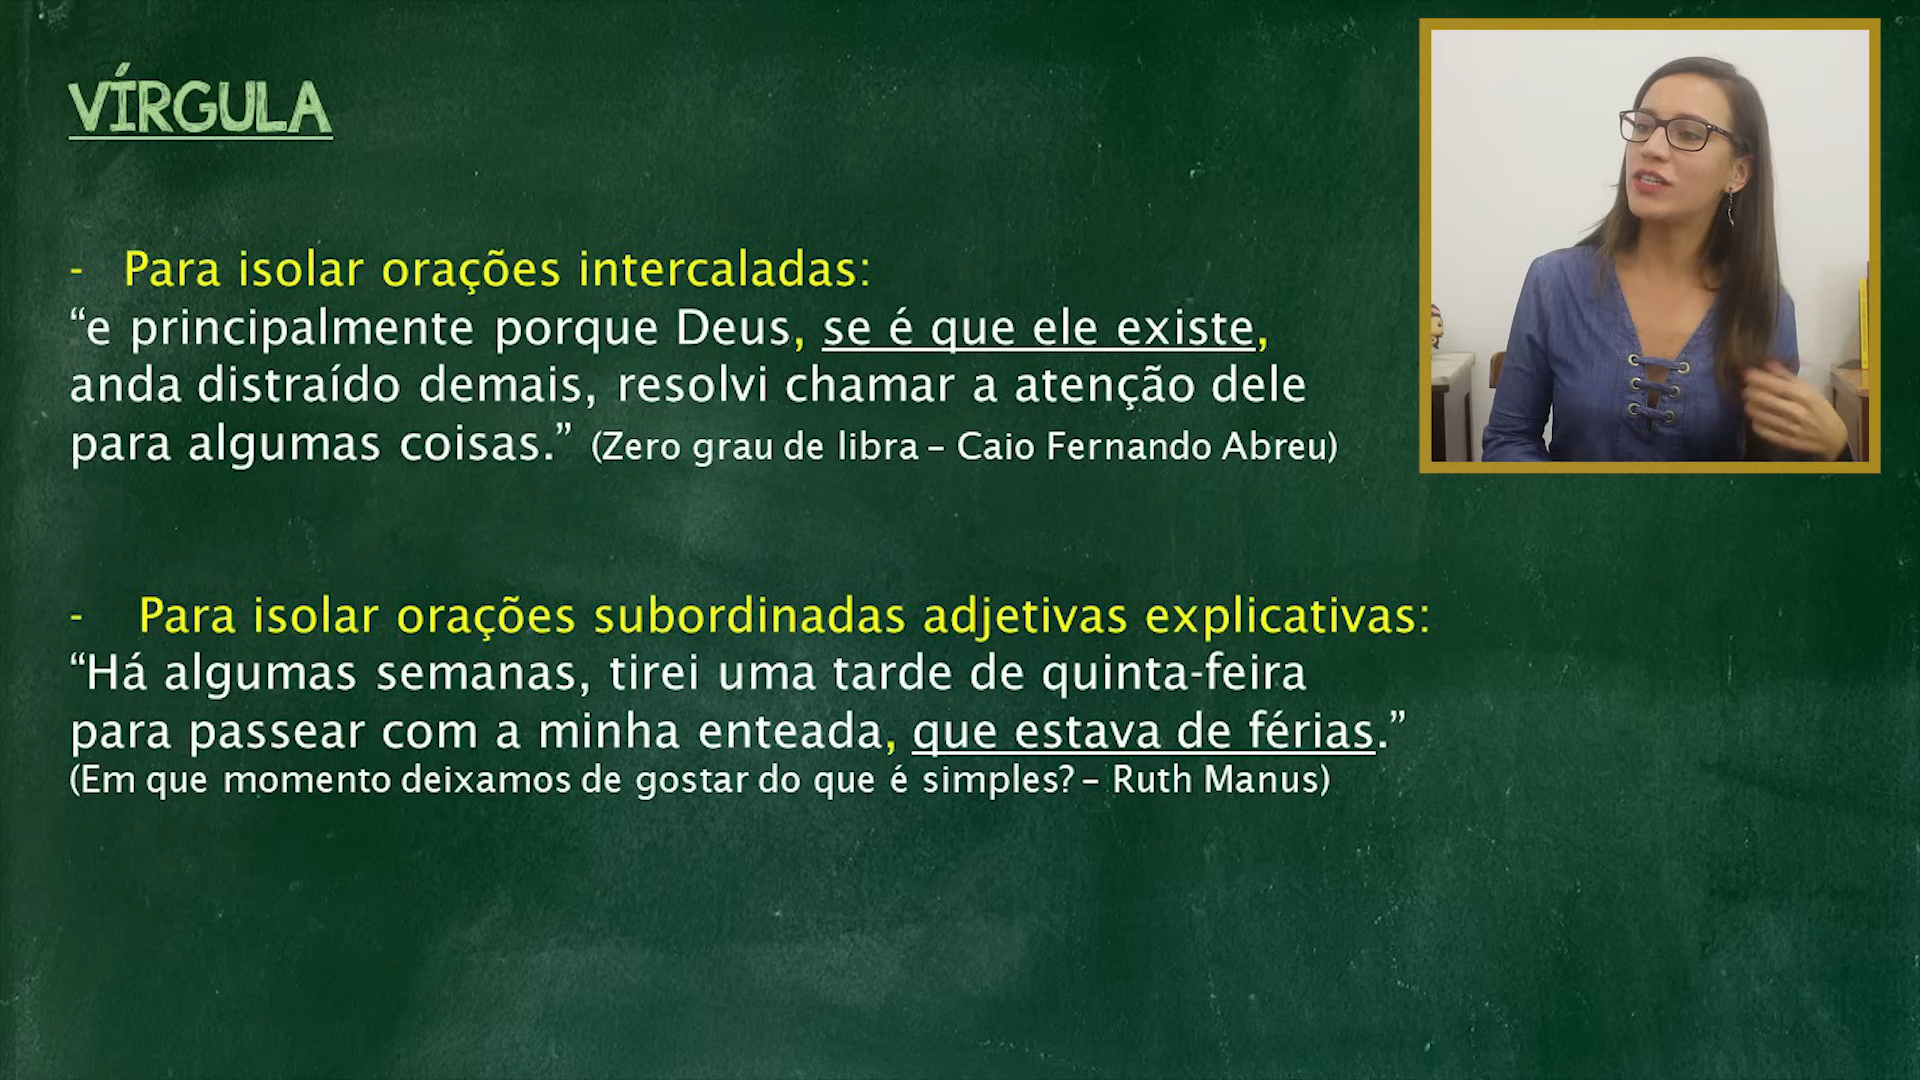 VÍRGULA
- Para isolar orações intercaladas:
“e principalmente porque Deus, se é que ele existe,
anda distraído demais, resolvi chamar a atenção dele
para algumas coisas.” (Zero grau de libra – Caio Fernando Abreu)
- Para isolar orações subordinadas adjetivas explicativas:
“Há algumas semanas, tirei uma tarde de quinta-feira
para passear com a minha enteada, que estava de férias.”
(Em que momento deixamos de gostar do que é simples? – Ruth Manus)